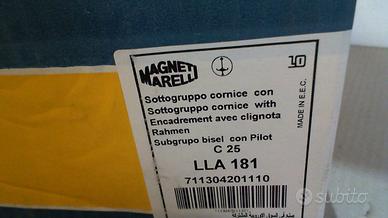 MAGNETI
MARELLI
10
MADE IN E.E.C.
Sottogruppo cornice con
Sottogruppo cornice with
Encadrement avec clignota
Rahmen
Subgrupo bisel con Pilot
C 25
LLA 181
711304201110
subito